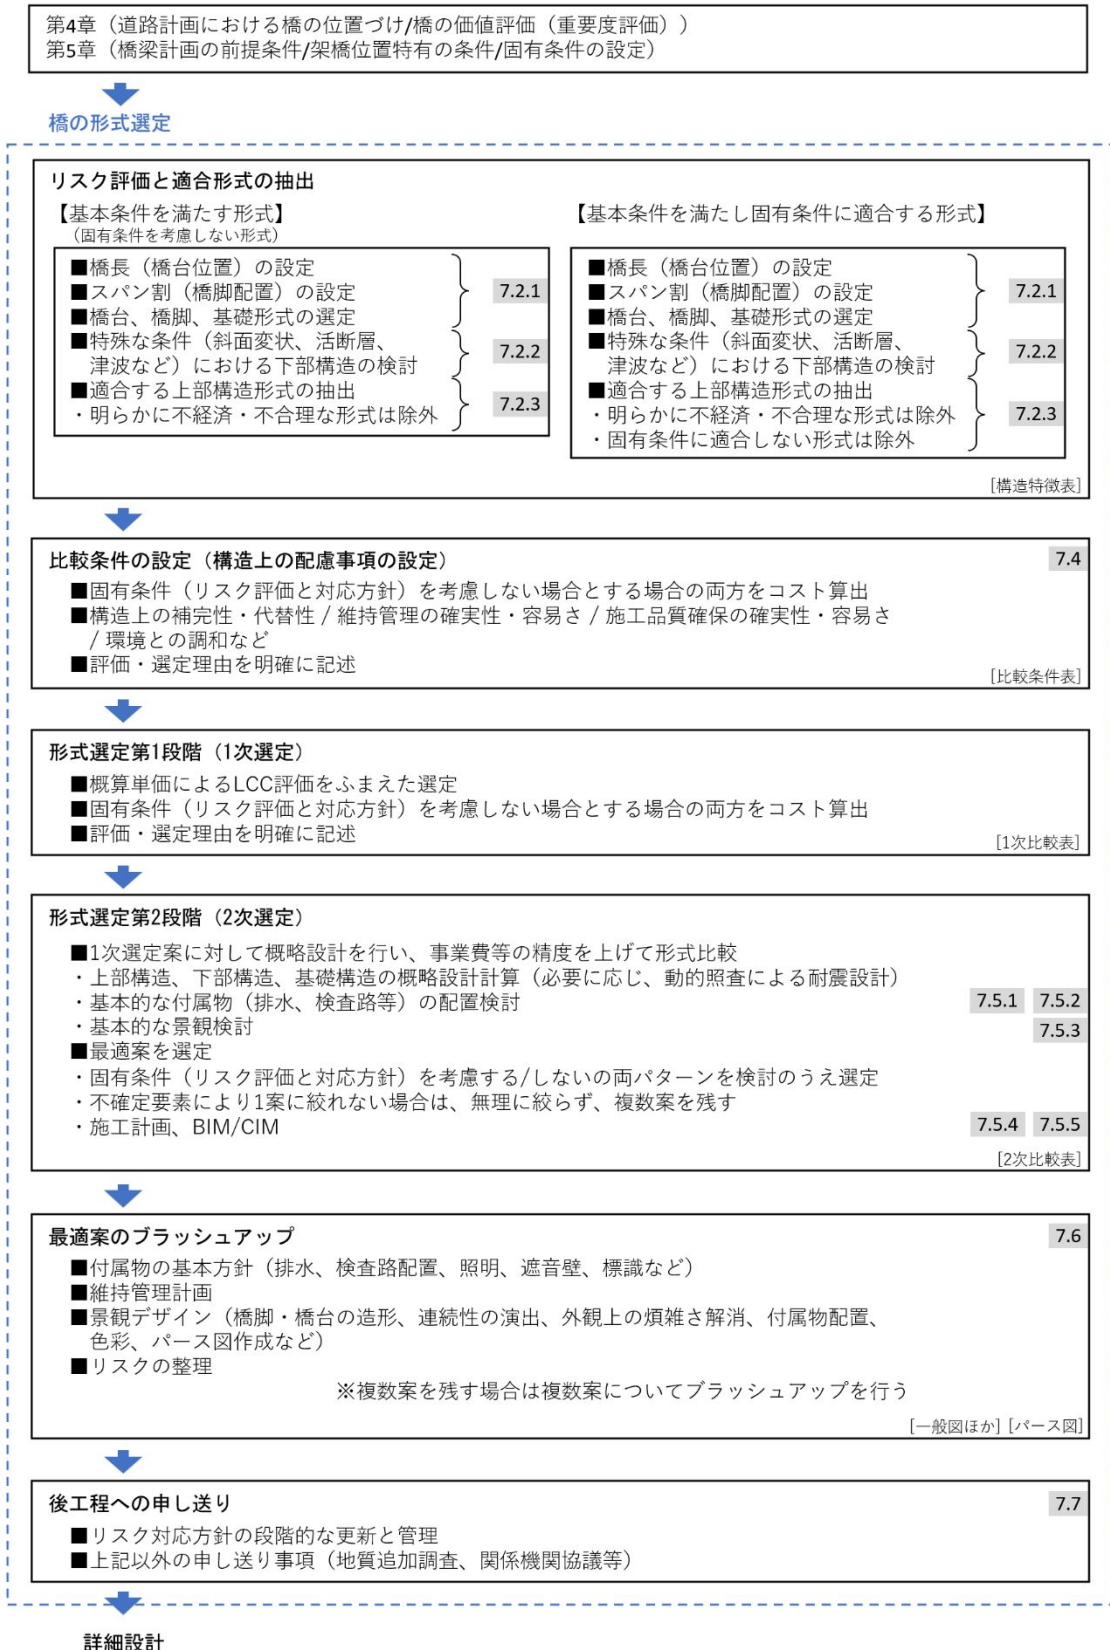 第4章（道路計画における橋の位置づけ/橋の価値評価（重要度評価））
第5章（橋梁計画の前提条件/架橋位置特有の条件/固有条件の設定）
橋の形式選定
リスク評価と適合形式の抽出
【基本条件を満たす形式】
（固有条件を考慮しない形式）
■橋長（橋台位置）の設定
■スパン割（橋脚配置）の設定
■橋台、橋脚、基礎形式の選定
7.2.1
■特殊な条件（斜面変状、活断層、
津波など）における下部構造の検討
7.2.2
■適合する上部構造形式の抽出
・明らかに不経済・不合理な形式は除外
7.2.3
【基本条件を満たし固有条件に適合する形式】
■橋長（橋台位置）の設定
■スパン割（橋脚配置）の設定
■橋台、橋脚、基礎形式の選定
7.2.1
■特殊な条件（斜面変状、活断層、
津波など）における下部構造の検討
7.2.2
■適合する上部構造形式の抽出
・明らかに不経済・不合理な形式は除外
・固有条件に適合しない形式は除外
7.2.3
[構造特徴表]
比較条件の設定（構造上の配慮事項の設定）
7.4
■固有条件（リスク評価と対応方針）を考慮しない場合とする場合の両方をコスト算出
■構造上の補完性・代替性 / 維持管理の確実性・容易さ / 施工品質確保の確実性・容易さ
/ 環境との調和など
■評価・選定理由を明確に記述
[比較条件表]
形式選定第1段階（1次選定）
■概算単価によるLCC評価をふまえた選定
■固有条件（リスク評価と対応方針）を考慮しない場合とする場合の両方をコスト算出
■評価・選定理由を明確に記述
[1次比較表]
形式選定第2段階（2次選定）
■1次選定案に対して概略設計を行い、事業費等の精度を上げて形式比較
・上部構造、下部構造、基礎構造の概略設計計算（必要に応じ、動的照査による耐震設計）
・基本的な付属物（排水、検査路等）の配置検討
7.5.1 7.5.2
・基本的な景観検討
7.5.3
■最適案を選定
・固有条件（リスク評価と対応方針）を考慮する/しないの両パターンを検討のうえ選定
・不確定要素により1案に絞れない場合は、無理に絞らず、複数案を残す
・施工計画、BIM/CIM
7.5.4 7.5.5
[2次比較表]
最適案のブラッシュアップ
7.6
■付属物の基本方針（排水、検査路配置、照明、遮音壁、標識など）
■維持管理計画
■景観デザイン（橋脚・橋台の造形、連続性の演出、外観上の煩雑さ解消、付属物配置、
色彩、パース図作成など）
■リスクの整理
※複数案を残す場合は複数案についてブラッシュアップを行う
[一般図ほか] [パース図]
後工程への申し送り
7.7
■リスク対応方針の段階的な更新と管理
■上記以外の申し送り事項（地質追加調査、関係機関協議等）
詳細設計